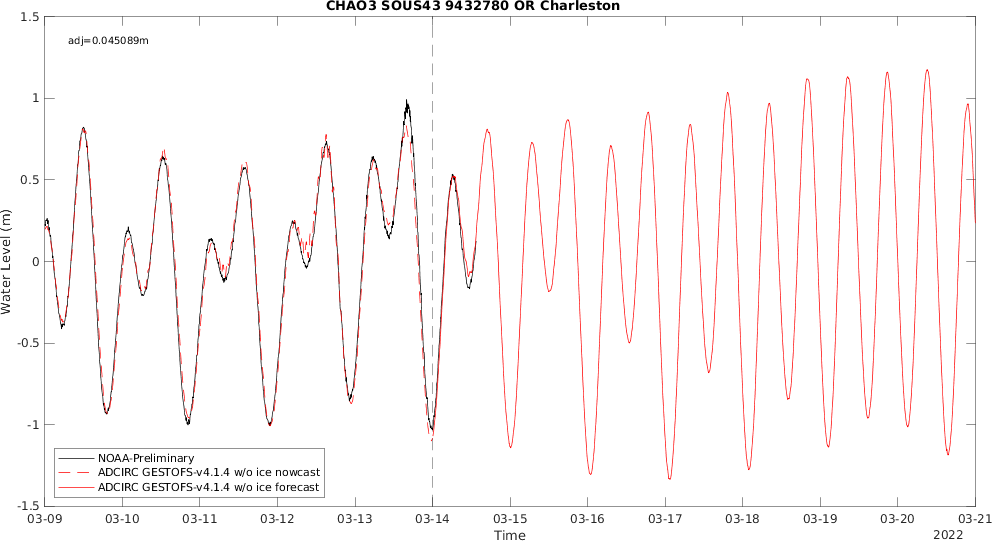 CHAO3 SOUS43 9432780 OR Charleston
adj=0.045089m
Water Level (m)
1.5
1
0.5
0
-0.5
-1
-1.5
NOAA-Preliminary
ADCIRC GESTOFS-v4.1.4 w/o ice nowcast
ADCIRC GESTOFS-v4.1.4 w/o ice forecast
03-09 03-10 03-11 03-12 03-13 03-14 03-15 03-16 03-17 03-18 03-19 03-20 03-21
Time
2022